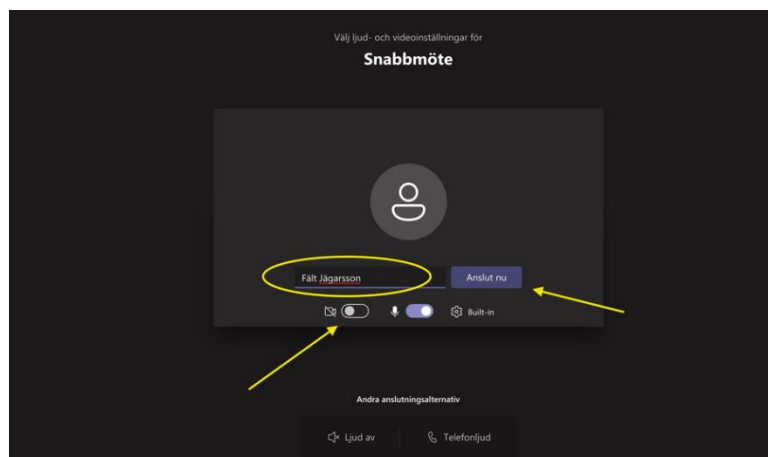 Välj ljud- och videoinställningar för
Snabbmöte
Fält Jägarsson
Anslut nu
Built-in
Andra anslutningsalternativ
Ljud av
Telefonljud